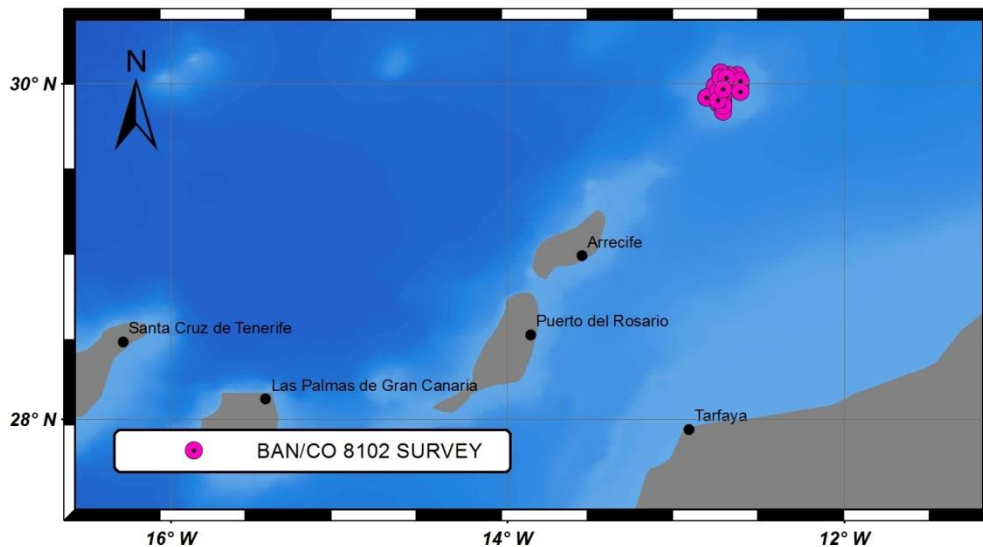 N
30° N
Arrecife
Puerto del Rosario
Santa Cruz de Tenerife
Las Palmas de Gran Canaria
28° N
Tarfaya
BAN/CO 8102 SURVEY
16° W
14° W
12° W